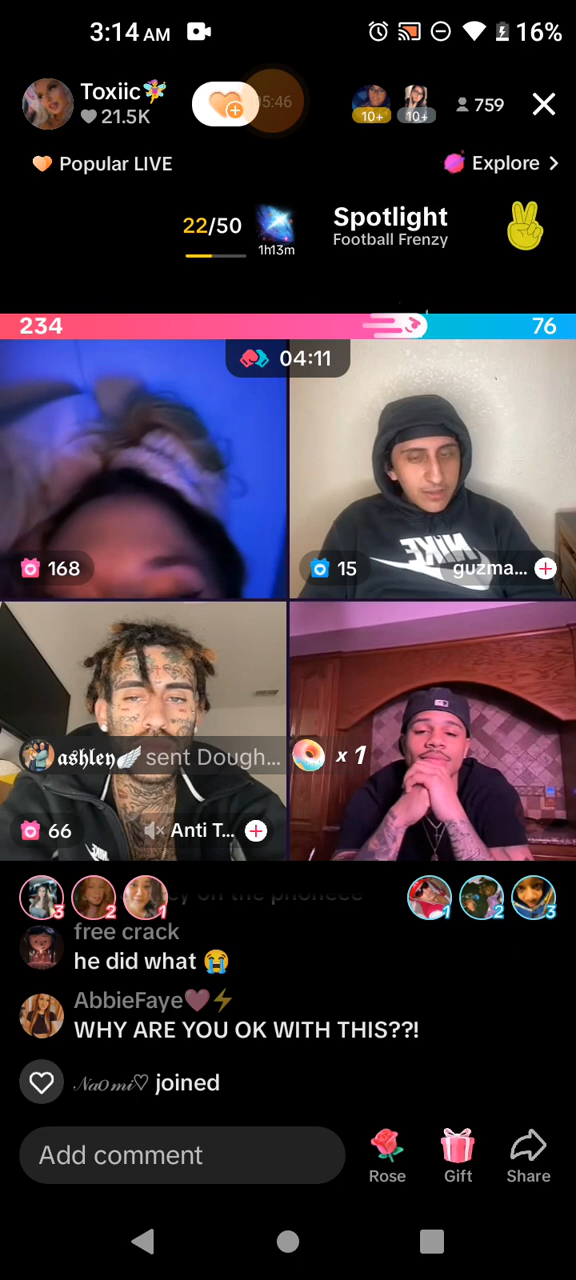 3:14 AM
16%
Toxiic🧚
21.5K
5:46
10+
10+
759
Popular LIVE
Explore >
22/50
1h13m
Spotlight
Football Frenzy
234
76
04:11
NIKE
168
15
guzma...
ashley🪽 sent Dough...
x 1
66
Anti T...
3
2
1
1
2
3
free crack
he did what 😭
AbbieFaye❤️⚡
WHY ARE YOU OK WITH THIS??!
Naomi♡ joined
Add comment
Rose
Gift
Share